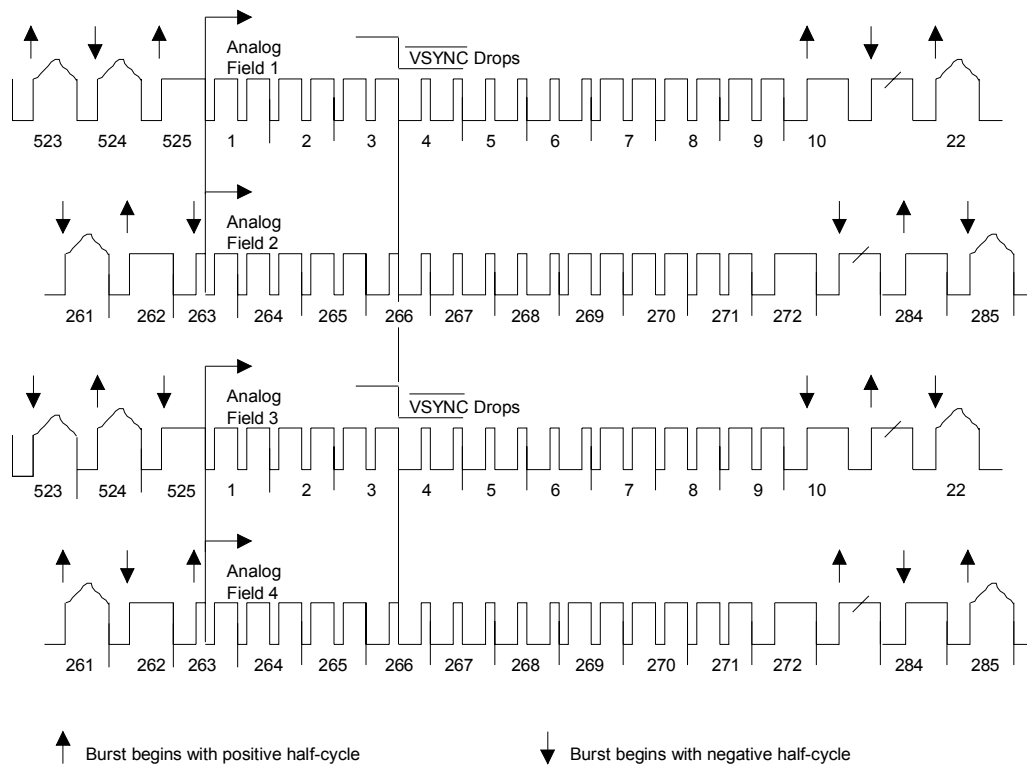 Analog
Field 1
VSYNC Drops
523 524 525 1 2 3 4 5 6 7 8 9 10 22
Analog
Field 2
261 262 263 264 265 266 267 268 269 270 271 272 284 285
Analog
Field 3
VSYNC Drops
523 524 525 1 2 3 4 5 6 7 8 9 10 22
Analog
Field 4
261 262 263 264 265 266 267 268 269 270 271 272 284 285
Burst begins with positive half-cycle
Burst begins with negative half-cycle